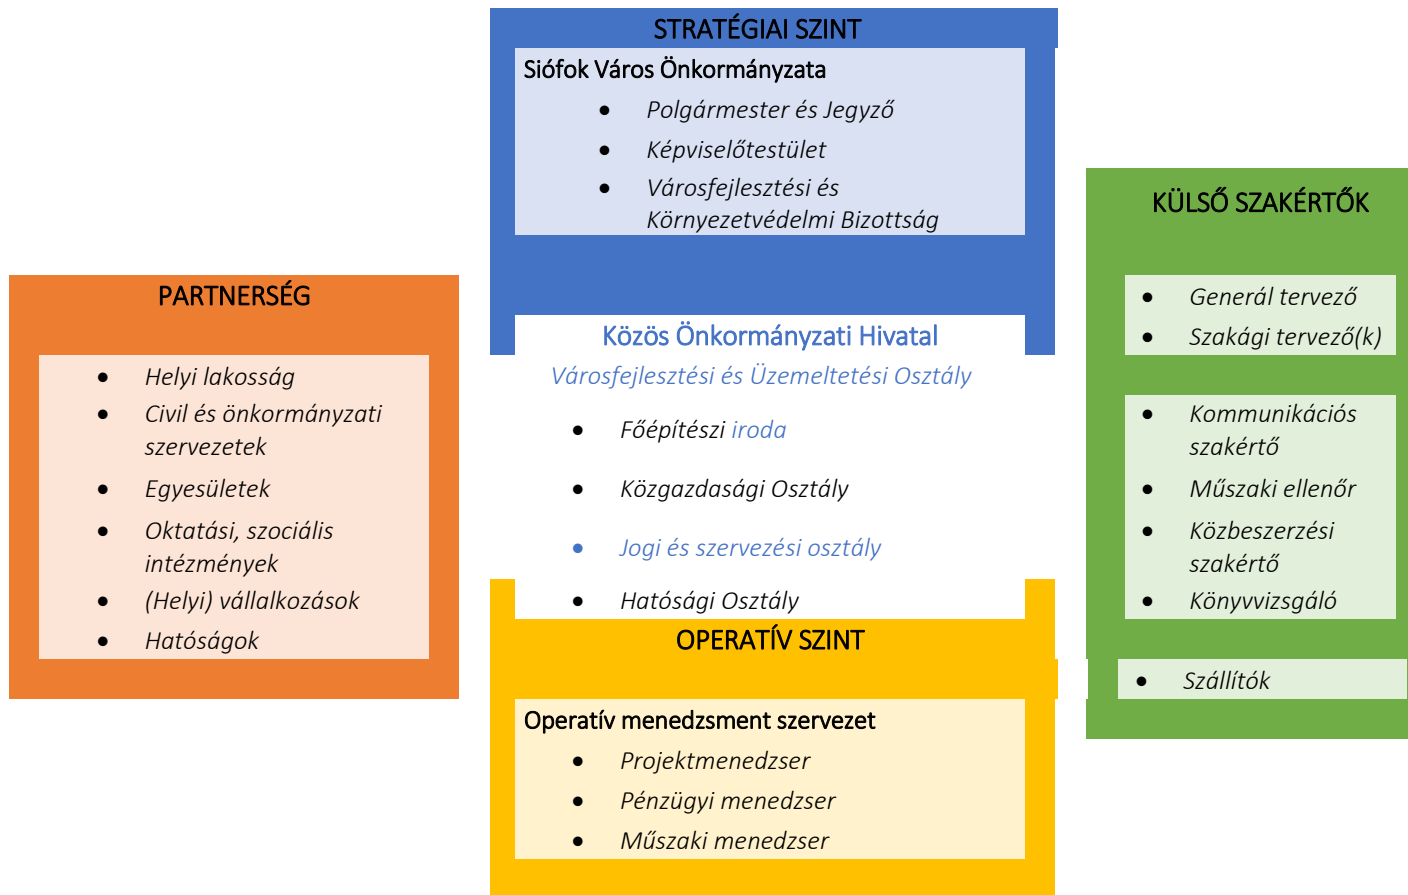 STRATÉGIAI SZINT
Siófok Város Önkormányzata
• Polgármester és Jegyző
• Képviselőtestület
• Városfejlesztési és
Környezetvédelmi Bizottság
PARTNERSÉG
• Helyi lakosság
• Civil és önkormányzati
szervezetek
• Egyesületek
• Oktatási, szociális
intézmények
• (Helyi) vállalkozások
• Hatóságok
Közös Önkormányzati Hivatal
Városfejlesztési és Üzemeltetési Osztály
• Főépítészi iroda
• Közgazdasági Osztály
• Jogi és szervezési osztály
• Hatósági Osztály
OPERATÍV SZINT
Operatív menedzsment szervezet
• Projektmenedzser
• Pénzügyi menedzser
• Műszaki menedzser
KÜLSŐ SZAKÉRTŐK
• Generál tervező
• Szakági tervező(k)
• Kommunikációs
szakértő
• Műszaki ellenőr
• Közbeszerzési
szakértő
• Könyvvizsgáló
• Szállítók